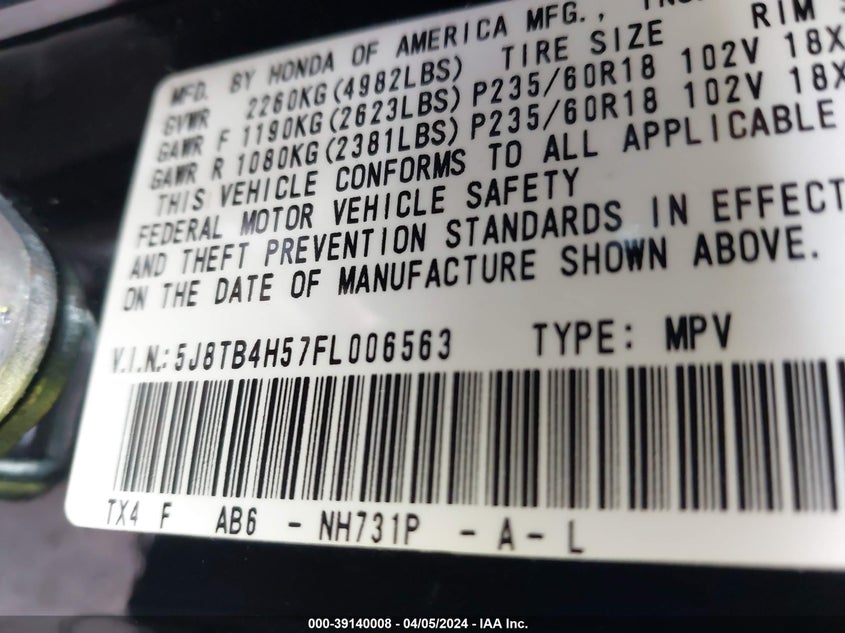 MFD. BY HONDA OF AMERICA MFG., INC.
GVWR 2260KG(4982LBS) TIRE SIZE RIM
GAWR F 1190KG(2623LBS) P235/60R18 102V 18X
GAWR R 1080KG(2381LBS) P235/60R18 102V 18X
THIS VEHICLE CONFORMS TO ALL APPLICABLE
FEDERAL MOTOR VEHICLE SAFETY
AND THEFT PREVENTION STANDARDS IN EFFECT
ON THE DATE OF MANUFACTURE SHOWN ABOVE.
V.I.N.: 5J8TB4H57FL006563 TYPE: MPV
TX4 F AB6 - NH731P - A - L
000-39140008 - 04/05/2024 - IAA Inc.